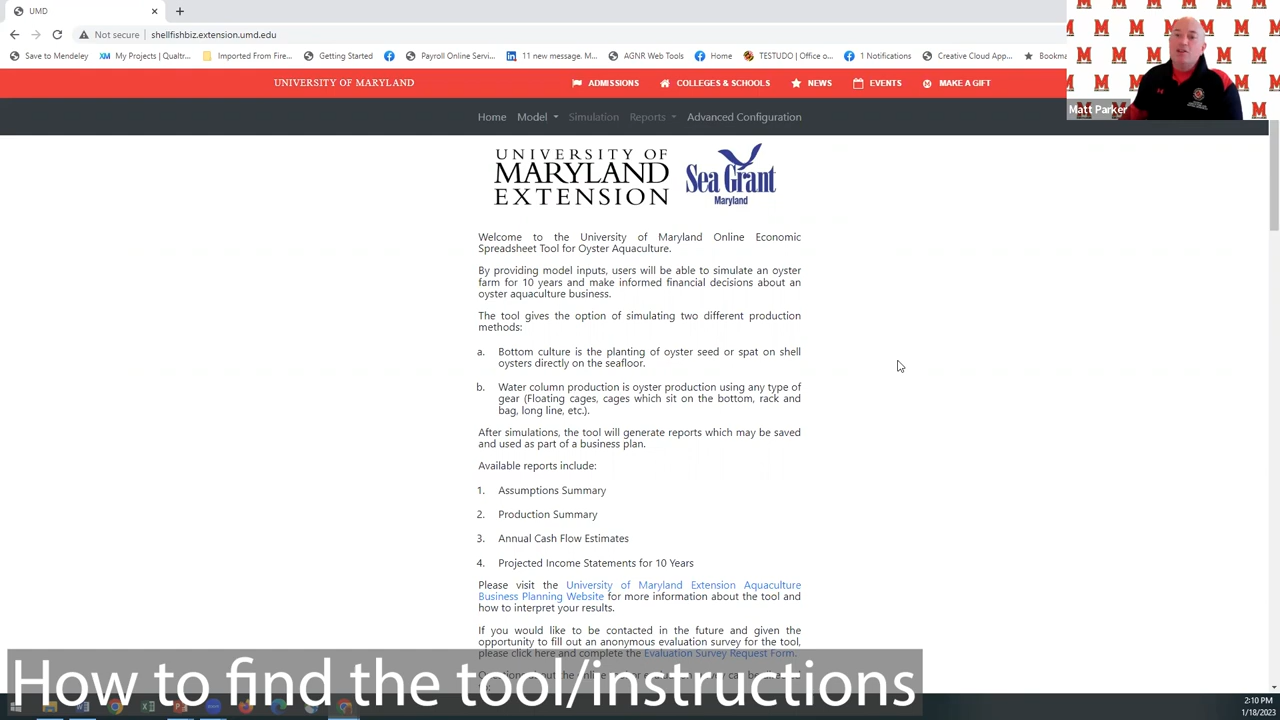 UMD
Not secure
shellfishbiz.extension.umd.edu
Save to Mendeley
My Projects (Qualtr...
Imported From Fire...
Getting Started
Payroll Online Servi...
11 new message. M...
AGNR Web Tools
Home
TESTUDO | Office o...
1 Notifications
Creative Cloud App...
Bookma
Matt Parker
UNIVERSITY OF MARYLAND
ADMISSIONS
COLLEGES & SCHOOLS
NEWS
EVENTS
MAKE A GIFT
Home
Model
Simulation
Reports
Advanced Configuration
UNIVERSITY OF
MARYLAND
EXTENSION
Sea Grant
Maryland
Welcome to the University of Maryland Online Economic
Spreadsheet Tool for Oyster Aquaculture.
By providing model inputs, users will be able to simulate an oyster
farm for 10 years and make informed financial decisions about an
oyster aquaculture business.
The tool gives the option of simulating two different production
methods:
a. Bottom culture is the planting of oyster seed or spat on shell
oysters directly on the seafloor.
b. Water column production is oyster production using any type of
gear (Floating cages, cages which sit on the bottom, rack and
bag, long line, etc.).
After simulations, the tool will generate reports which may be saved
and used as part of a business plan.
Available reports include:
1. Assumptions Summary
2. Production Summary
3. Annual Cash Flow Estimates
4. Projected Income Statements for 10 Years
Please visit the University of Maryland Extension Aquaculture
Business Planning Website for more information about the tool and
how to interpret your results.
If you would like to be contacted in the future and given the
opportunity to fill out an anonymous evaluation survey for the tool,
please click here and complete the Evaluation Survey Request Form.
How to find the tool/instructions
2:10 PM
1/18/2023